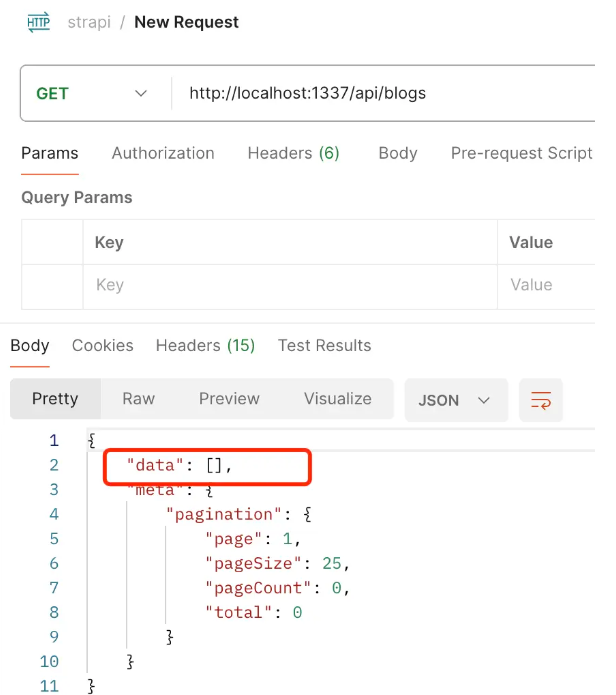 HTTP strapi / New Request
GET http://localhost:1337/api/blogs
Params Authorization Headers (6) Body Pre-request Script
Query Params
Key Value
Key Value
Body Cookies Headers (15) Test Results
Pretty Raw Preview Visualize JSON
1 {
2 "data": [],
3 "meta": {
4 "pagination": {
5 "page": 1,
6 "pageSize": 25,
7 "pageCount": 0,
8 "total": 0
9 }
10 }
11 }